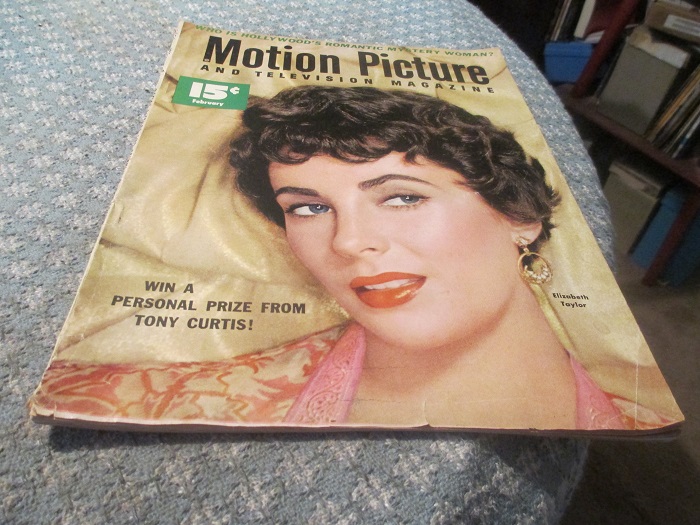 WHO IS HOLLYWOOD'S ROMANTIC MYSTERY WOMAN?
Motion Picture
AND TELEVISION MAGAZINE
15¢
February
WIN A
PERSONAL PRIZE FROM
TONY CURTIS!
Elizabeth
Taylor